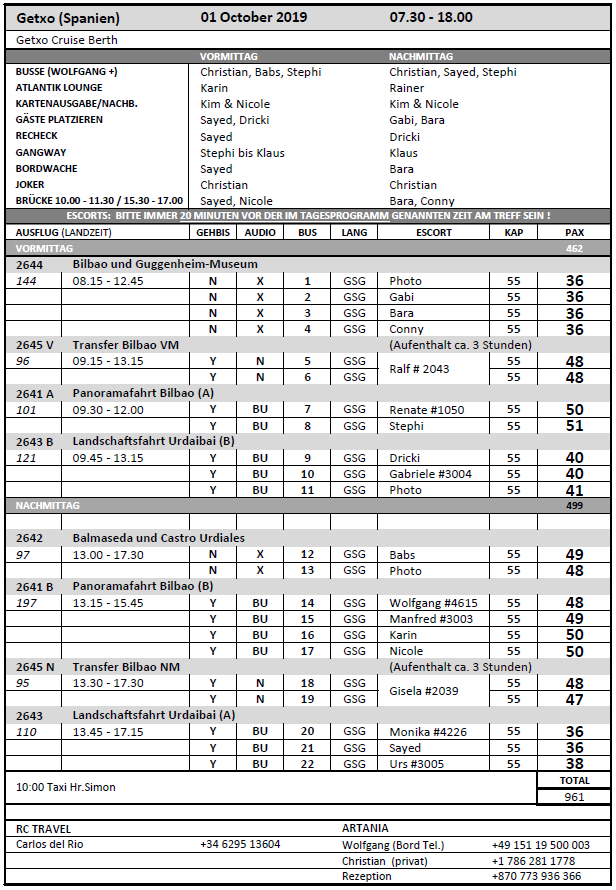 Getxo (Spanien) 01 October 2019 07.30 - 18.00
Getxo Cruise Berth
VORMITTAG NACHMITTAG
BUSSE (WOLFGANG +) Christian, Babs, Stephi Christian, Sayed, Stephi
ATLANTIK LOUNGE Karin Rainer
KARTENAUSGABE/NACHB. Kim & Nicole Kim & Nicole
GÄSTE PLATZIEREN Sayed, Dricki Gabi, Bara
RECHECK Sayed Dricki
GANGWAY Stephi bis Klaus Klaus
BORDWACHE Sayed Bara
JOKER Christian Christian
BRÜCKE 10.00 - 11.30 / 15.30 - 17.00 Sayed, Nicole Bara, Conny
ESCORTS: BITTE IMMER 20 MINUTEN VOR DER IM TAGESPROGRAMM GENANNTEN ZEIT AM TREFF SEIN !
AUSFLUG (LANDZEIT) GEHBIS AUDIO BUS LANG ESCORT KAP PAX
VORMITTAG 462
2644 Bilbao und Guggenheim-Museum
144 08.15 - 12.45 N X 1 GSG Photo 55 36
N X 2 GSG Gabi 55 36
N X 3 GSG Bara 55 36
N X 4 GSG Conny 55 36
2645 V Transfer Bilbao VM (Aufenthalt ca. 3 Stunden)
96 09.15 - 13.15 Y N 5 GSG Ralf # 2043 55 48
Y N 6 GSG 55 48
2641 A Panoramafahrt Bilbao (A)
101 09.30 - 12.00 Y BU 7 GSG Renate #1050 55 50
Y BU 8 GSG Stephi 55 51
2643 B Landschaftsfahrt Urdaibai (B)
121 09.45 - 13.15 Y BU 9 GSG Dricki 55 40
Y BU 10 GSG Gabriele #3004 55 40
Y BU 11 GSG Photo 55 41
NACHMITTAG 499
2642 Balmaseda und Castro Urdiales
97 13.00 - 17.30 N X 12 GSG Babs 55 49
N X 13 GSG Photo 55 48
2641 B Panoramafahrt Bilbao (B)
197 13.15 - 15.45 Y BU 14 GSG Wolfgang #4615 55 48
Y BU 15 GSG Manfred #3003 55 49
Y BU 16 GSG Karin 55 50
Y BU 17 GSG Nicole 55 50
2645 N Transfer Bilbao NM (Aufenthalt ca. 3 Stunden)
95 13.30 - 17.30 Y N 18 GSG Gisela #2039 55 48
Y N 19 GSG 55 47
2643 Landschaftsfahrt Urdaibai (A)
110 13.45 - 17.15 Y BU 20 GSG Monika #4226 55 36
Y BU 21 GSG Sayed 55 36
Y BU 22 GSG Urs #3005 55 38
10:00 Taxi Hr.Simon TOTAL
961
RC TRAVEL ARTANIA
Carlos del Rio +34 6295 13604 Wolfgang (Bord Tel.) +49 151 19 500 003
Christian (privat) +1 786 281 1778
Rezeption +870 773 936 366